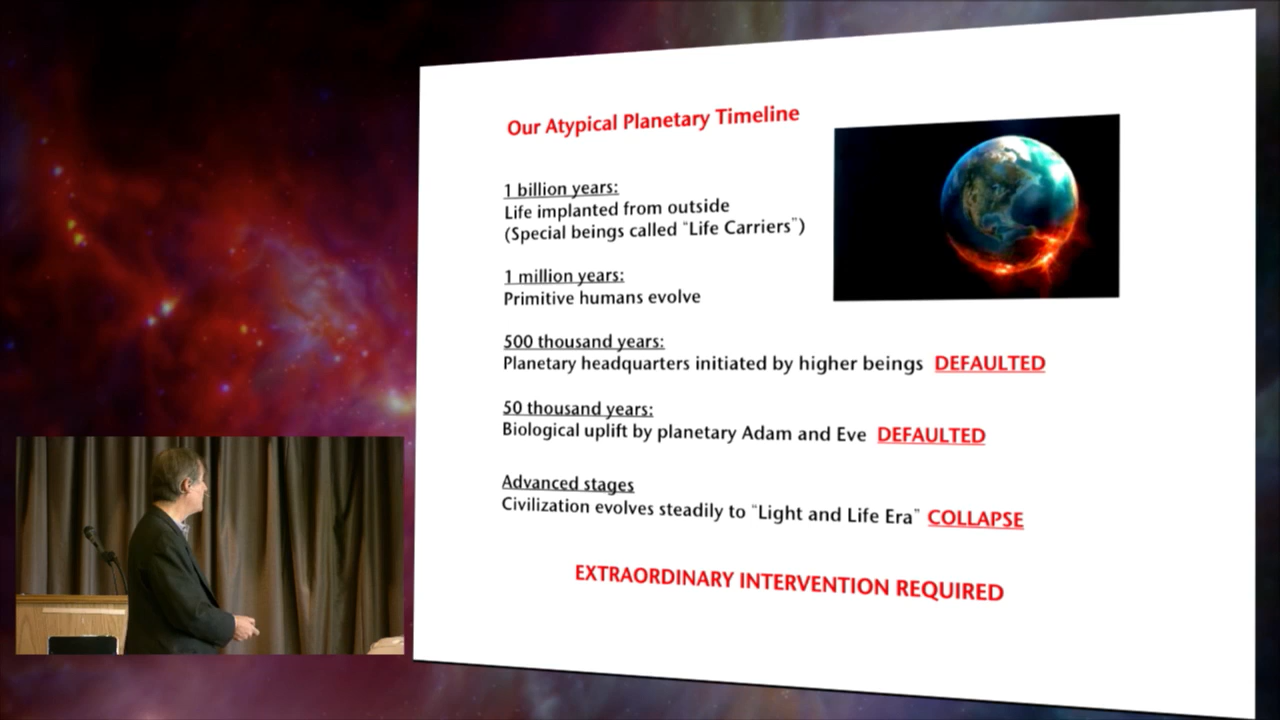 Our Atypical Planetary Timeline
1 billion years:
Life implanted from outside
(Special beings called “Life Carriers”)
1 million years:
Primitive humans evolve
500 thousand years:
Planetary headquarters initiated by higher beings DEFAULTED
50 thousand years:
Biological uplift by planetary Adam and Eve DEFAULTED
Advanced stages
Civilization evolves steadily to “Light and Life Era” COLLAPSE
EXTRAORDINARY INTERVENTION REQUIRED